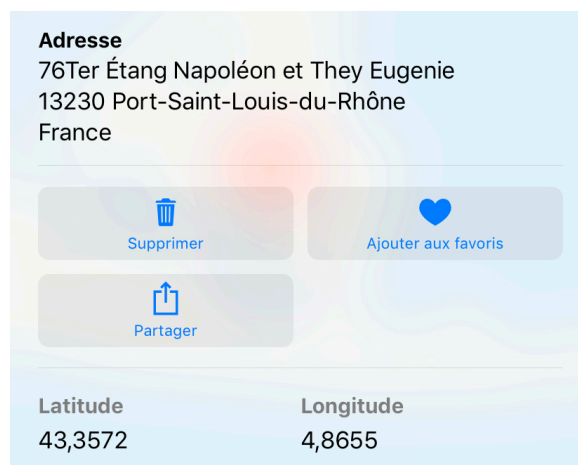 Adresse
76Ter Étang Napoléon et They Eugenie
13230 Port-Saint-Louis-du-Rhône
France
Supprimer
Ajouter aux favoris
Partager
Latitude
Longitude
43,3572
4,8655